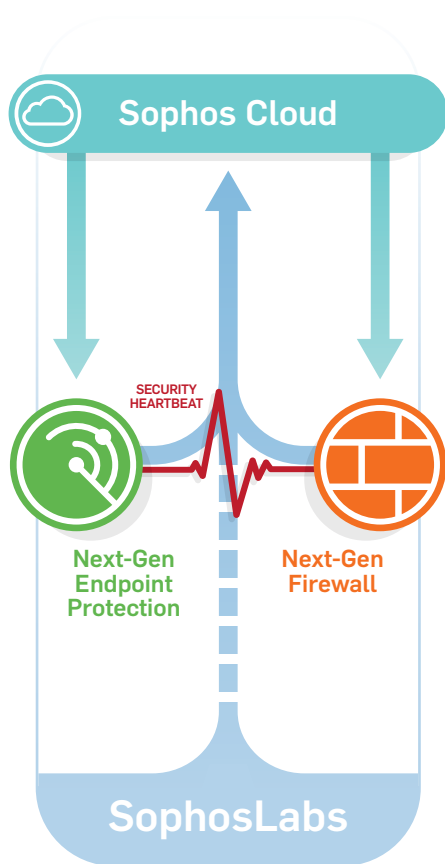 Sophos Cloud
SECURITY
HEARTBEAT
Next-Gen
Endpoint
Protection
Next-Gen
Firewall
SophosLabs